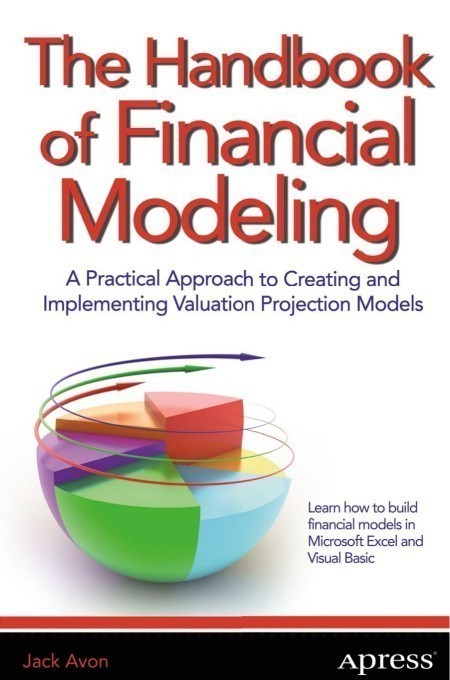 The Handbook
of Financial
Modeling
A Practical Approach to Creating and
Implementing Valuation Projection Models
Learn how to build
financial models in
Microsoft Excel and
Visual Basic
Jack Avon
Apress®